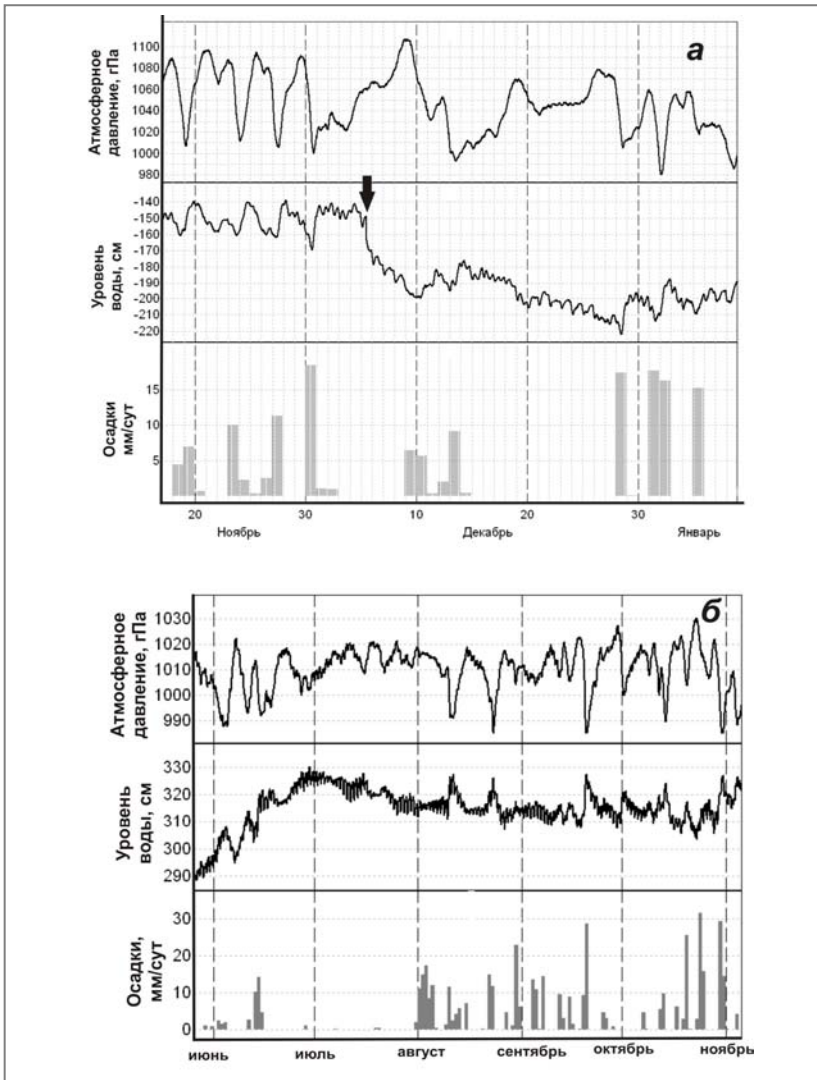 а
Атмосферное
давление, гПа
1100
1080
1060
1040
1020
1000
980
Уровень
воды, см
-140
-150
-160
-170
-180
-190
-200
-210
-220
Осадки
мм/сут
15
10
5
20 30 10 20 30
Ноябрь Декабрь Январь
б
Атмосферное
давление, гПа
1030
1020
1010
1000
990
Уровень
воды, см
330
320
310
300
290
Осадки,
мм/сут
30
20
10
0
июнь июль август сентябрь октябрь ноябрь